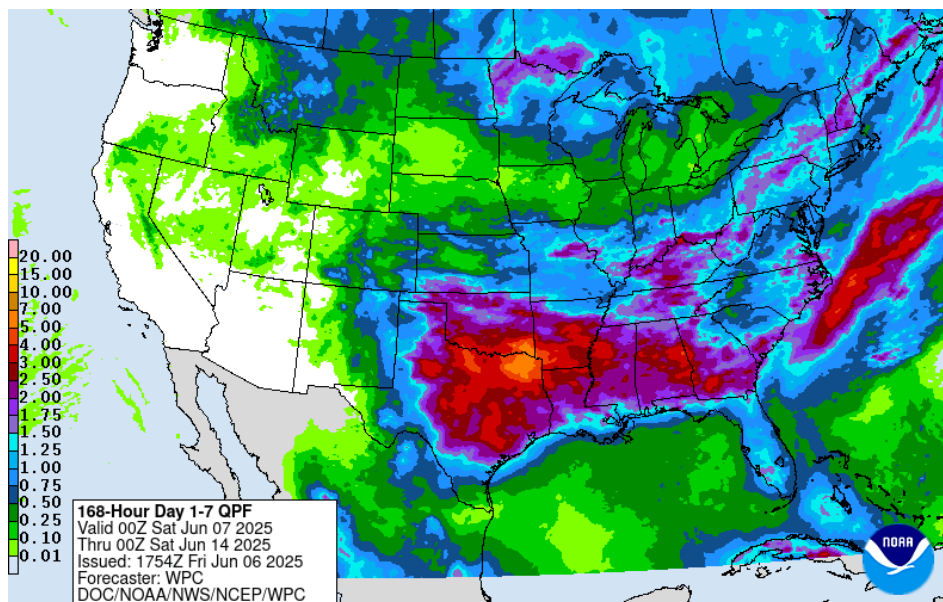 20.00
15.00
10.00
7.00
5.00
4.00
3.00
2.50
2.00
1.75
1.50
1.25
1.00
0.75
0.50
0.25
0.10
0.01
168-Hour Day 1-7 QPF
Valid 00Z Sat Jun 07 2025
Thru 00Z Sat Jun 14 2025
Issued: 1754Z Fri Jun 06 2025
Forecaster: WPC
DOC/NOAA/NWS/NCEP/WPC
NOAA